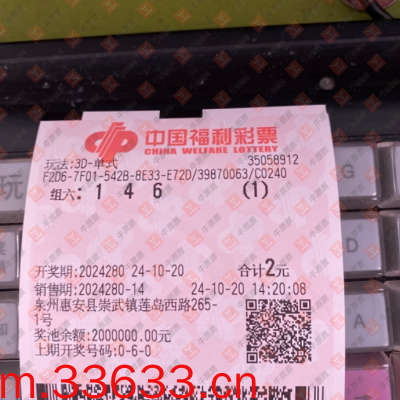 中国福利彩票
CHINA WELFARE LOTTERY
玩法:3D-单式 35058912
F2D6-7F01-542B-8E33-E72D/39870063/C0240
组六: 1 4 6 (1)
开奖期:2024280 24-10-20 合计2元
销售期:2024280-14 24-10-20 14:20:08
来州惠安县崇武镇莲岛西路265-
1号
奖池余额:2000000.00元
上期开奖号码:0-6-0
m.33633.cn